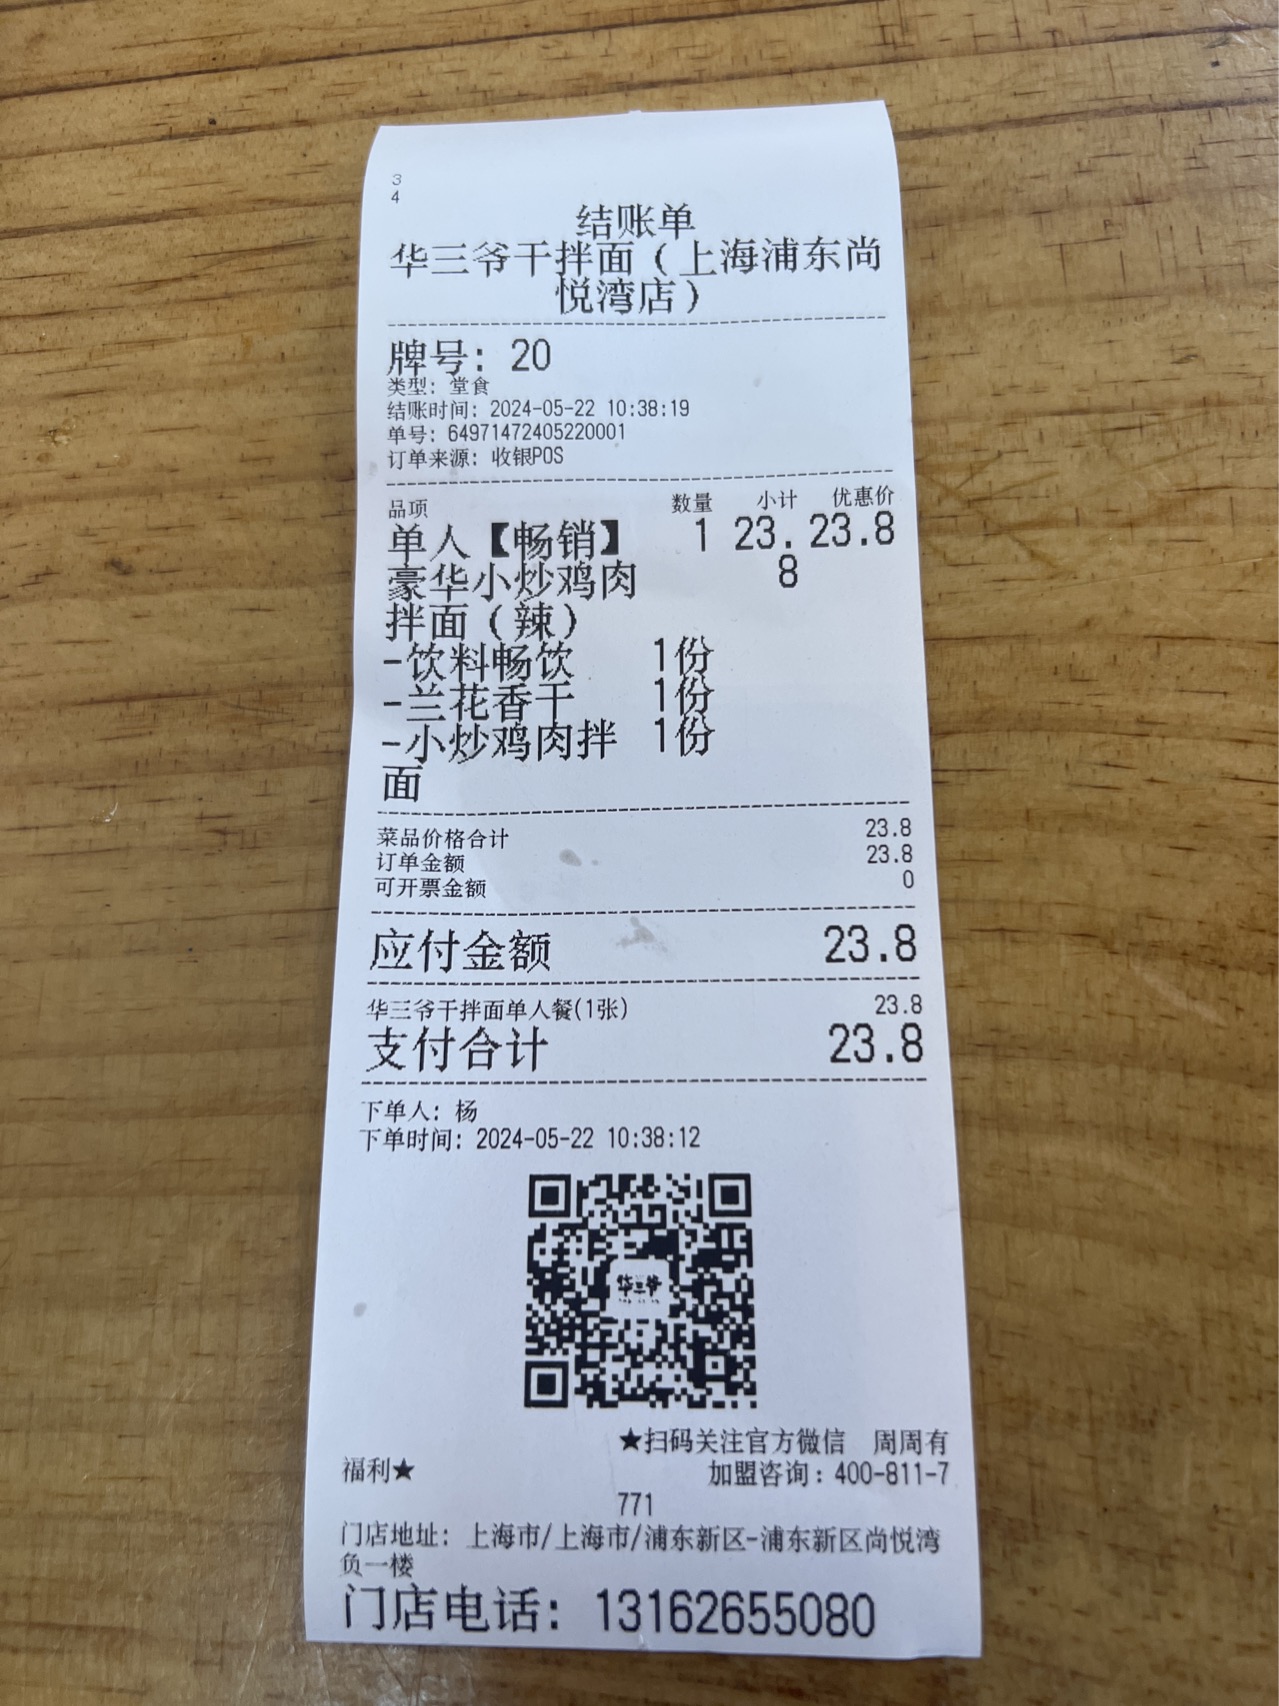 3
4
结账单
华三爷干拌面（上海浦东尚
悦湾店）
牌号：20
类型：堂食
结账时间：2024-05-22 10:38:19
单号：64971472405220001
订单来源：收银POS
品项 数量 小计 优惠价
单人【畅销】 1 23. 23.8
豪华小炒鸡肉 8
拌面（辣）
-饮料畅饮 1份
-兰花香干 1份
-小炒鸡肉拌 1份
面
菜品价格合计 23.8
订单金额 23.8
可开票金额 0
应付金额 23.8
华三爷干拌面单人餐(1张) 23.8
支付合计 23.8
下单人：杨
下单时间：2024-05-22 10:38:12
华三爷
★扫码关注官方微信 周周有
福利★ 加盟咨询：400-811-7
771
门店地址：上海市/上海市/浦东新区-浦东新区尚悦湾
负一楼
门店电话：13162655080